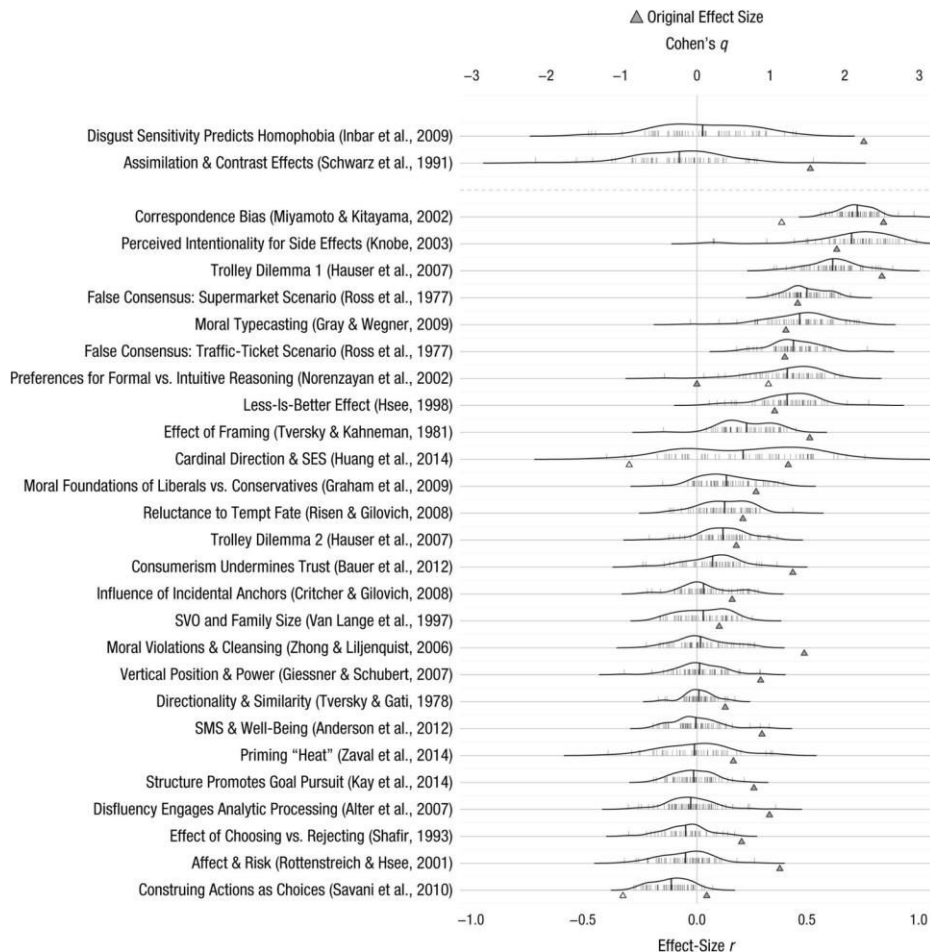 Original Effect Size
Cohen's q
−3 −2 −1 0 1 2 3
Disgust Sensitivity Predicts Homophobia (Inbar et al., 2009)
Assimilation & Contrast Effects (Schwarz et al., 1991)
Correspondence Bias (Miyamoto & Kitayama, 2002)
Perceived Intentionality for Side Effects (Knobe, 2003)
Trolley Dilemma 1 (Hauser et al., 2007)
False Consensus: Supermarket Scenario (Ross et al., 1977)
Moral Typecasting (Gray & Wegner, 2009)
False Consensus: Traffic-Ticket Scenario (Ross et al., 1977)
Preferences for Formal vs. Intuitive Reasoning (Norenzayan et al., 2002)
Less-Is-Better Effect (Hsee, 1998)
Effect of Framing (Tversky & Kahneman, 1981)
Cardinal Direction & SES (Huang et al., 2014)
Moral Foundations of Liberals vs. Conservatives (Graham et al., 2009)
Reluctance to Tempt Fate (Risen & Gilovich, 2008)
Trolley Dilemma 2 (Hauser et al., 2007)
Consumerism Undermines Trust (Bauer et al., 2012)
Influence of Incidental Anchors (Critcher & Gilovich, 2008)
SVO and Family Size (Van Lange et al., 1997)
Moral Violations & Cleansing (Zhong & Liljenquist, 2006)
Vertical Position & Power (Giessner & Schubert, 2007)
Directionality & Similarity (Tversky & Gati, 1978)
SMS & Well-Being (Anderson et al., 2012)
Priming “Heat” (Zaval et al., 2014)
Structure Promotes Goal Pursuit (Kay et al., 2014)
Disfluency Engages Analytic Processing (Alter et al., 2007)
Effect of Choosing vs. Rejecting (Shafir, 1993)
Affect & Risk (Rottenstreich & Hsee, 2001)
Construing Actions as Choices (Savani et al., 2010)
−1.0 −0.5 0.0 0.5 1.0
Effect-Size r